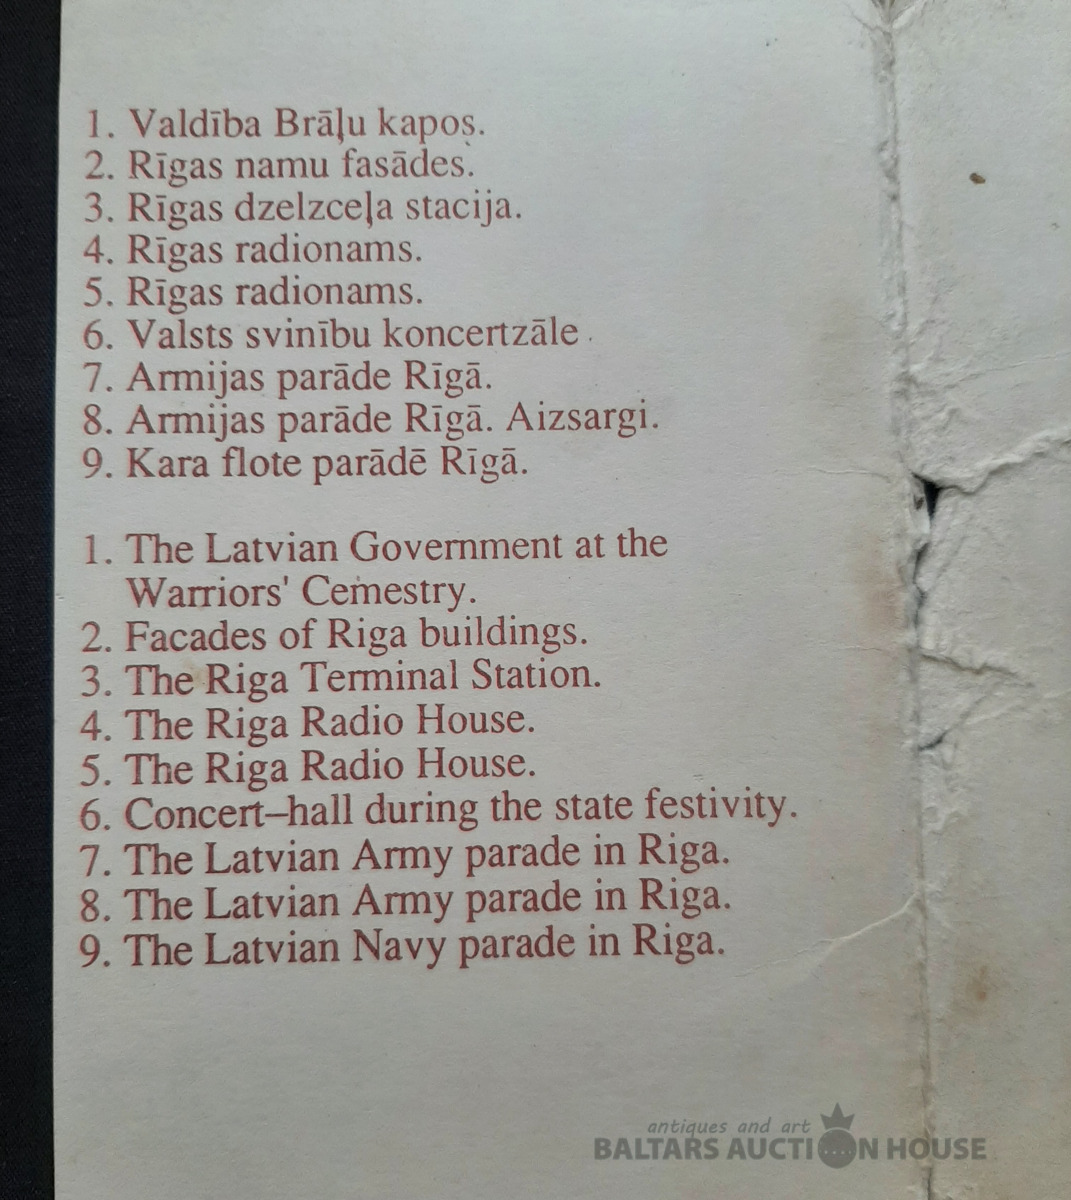 1. Valdība Brāļu kapos.
2. Rīgas namu fasādes.
3. Rīgas dzelzceļa stacija.
4. Rīgas radionams.
5. Rīgas radionams.
6. Valsts svinību koncertzāle.
7. Armijas parāde Rīgā.
8. Armijas parāde Rīgā. Aizsargi.
9. Kara flote parādē Rīgā.
1. The Latvian Government at the
Warriors' Cemestry.
2. Facades of Riga buildings.
3. The Riga Terminal Station.
4. The Riga Radio House.
5. The Riga Radio House.
6. Concert–hall during the state festivity.
7. The Latvian Army parade in Riga.
8. The Latvian Army parade in Riga.
9. The Latvian Navy parade in Riga.
antiques and art
BALTARS AUCTION HOUSE